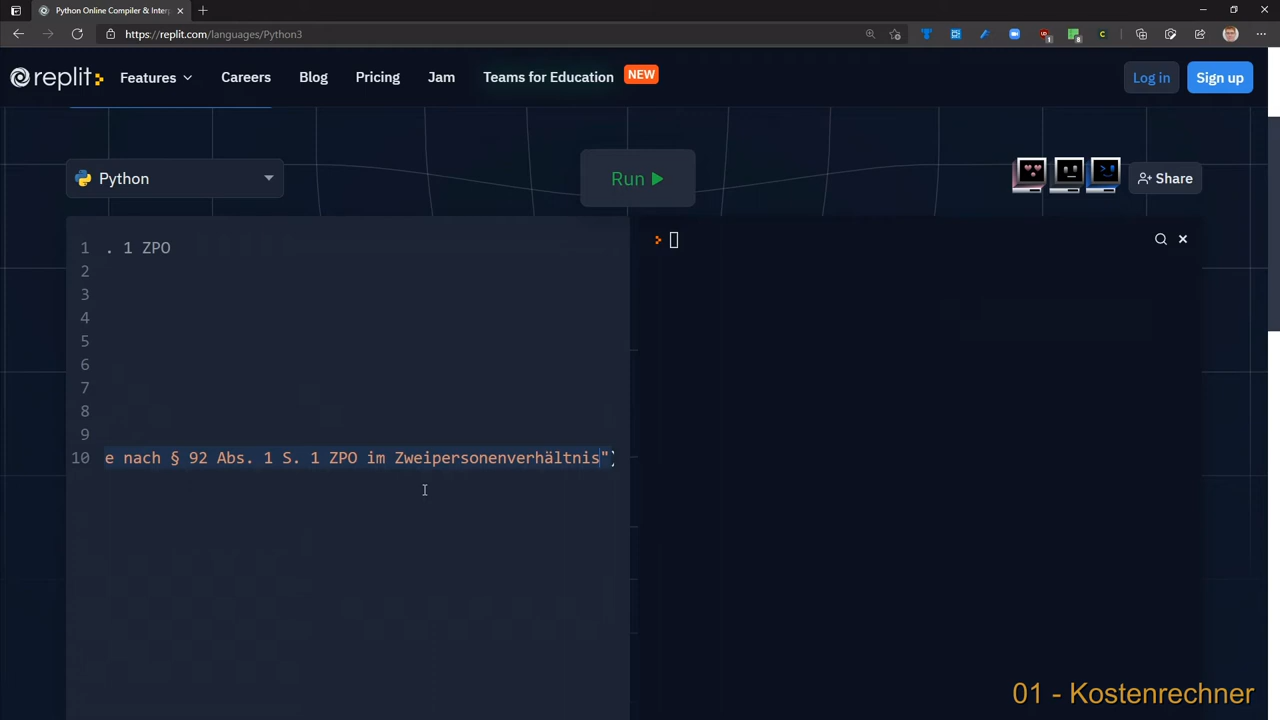 Python Online Compiler & Inter
https://replit.com/languages/Python3
replit
Features
Careers
Blog
Pricing
Jam
Teams for Education
NEW
Log in
Sign up
Python
Run
Share
1 . 1 ZPO
2
3
4
5
6
7
8
9
10 e nach § 92 Abs. 1 S. 1 ZPO im Zweipersonenverhältnis")
01 - Kostenrechner